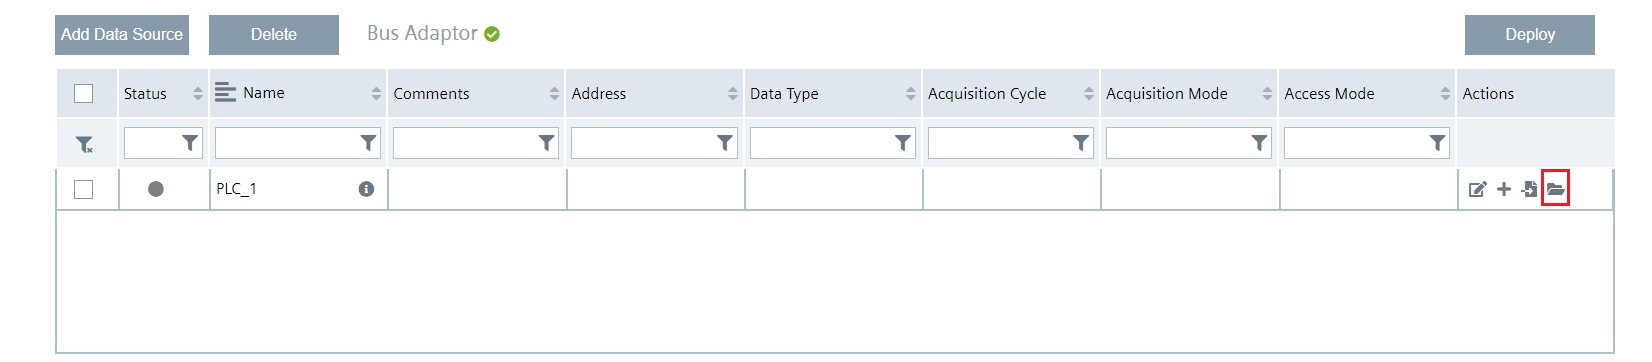 Add Data Source Delete Bus Adaptor Deploy
Status Name Comments Address Data Type Acquisition Cycle Acquisition Mode Access Mode Actions
PLC_1